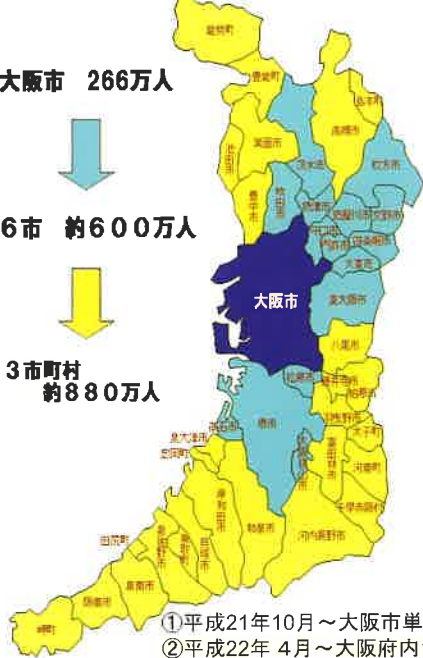 大阪市 266万人
6市 約600万人
3市町村
約880万人
能勢町
豊能町
島本町
高槻市
池田市
箕面市
茨木市
枚方市
豊中市
吹田市
摂津市
寝屋川市
交野市
守口市
門真市
四条畷市
大東市
大阪市
東大阪市
八尾市
松原市
藤井寺市
柏原市
羽曳野市
太子町
高石市
堺市
大阪狭山市
富田林市
河南町
千早赤阪村
泉大津市
忠岡町
岸和田市
和泉市
河内長野市
貝塚市
熊取町
泉佐野市
田尻町
泉南市
阪南市
岬町
①平成21年10月～大阪市単
②平成22年 4月～大阪府内